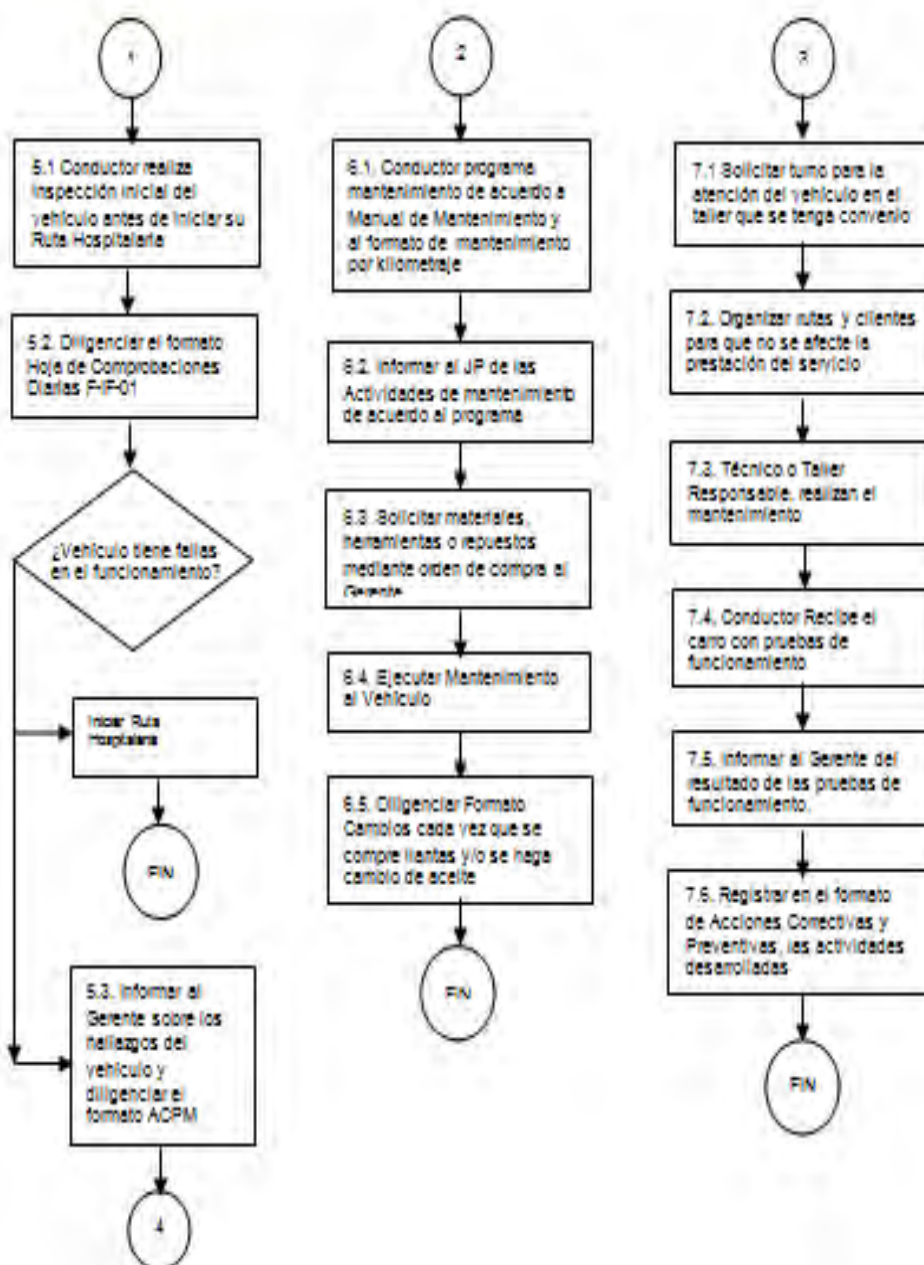 1
5.1 Conductor realiza
Inspección inicial del
vehículo antes de iniciar su
Ruta Hospitalaria
5.2. Diligenciar el formato
Hoja de Comprobaciones
Diarias F-IF-01
¿Vehículo tiene fallas
en el funcionamiento?
Iniciar Ruta
Hospitalaria
FIN
5.3. Informar al
Gerente sobre los
hallazgos del
vehículo y
diligenciar el
formato ACPM
4
2
6.1. Conductor programa
mantenimiento de acuerdo a
Manual de Mantenimiento y
al formato de mantenimiento
por kilometraje
6.2. Informar al JP de las
Actividades de mantenimiento
de acuerdo al programa
6.3 Solicitar materiales,
herramientas o repuestos
mediante orden de compra al
Gerente
6.4. Ejecutar Mantenimiento
al Vehículo
6.5. Diligenciar Formato
Cambios cada vez que se
compre llantas y/o se haga
cambio de aceite
FIN
3
7.1 Solicitar turno para la
atención del vehículo en el
taller que se tenga convenio
7.2. Organizar rutas y clientes
para que no se afecte la
prestación del servicio
7.3. Técnico o Taller
Responsable, realizan el
mantenimiento
7.4. Conductor Recibe el
carro con pruebas de
funcionamiento
7.5. Informar al Gerente del
resultado de las pruebas de
funcionamiento.
7.6. Registrar en el formato
de Acciones Correctivas y
Preventivas, las actividades
desarrolladas
FIN